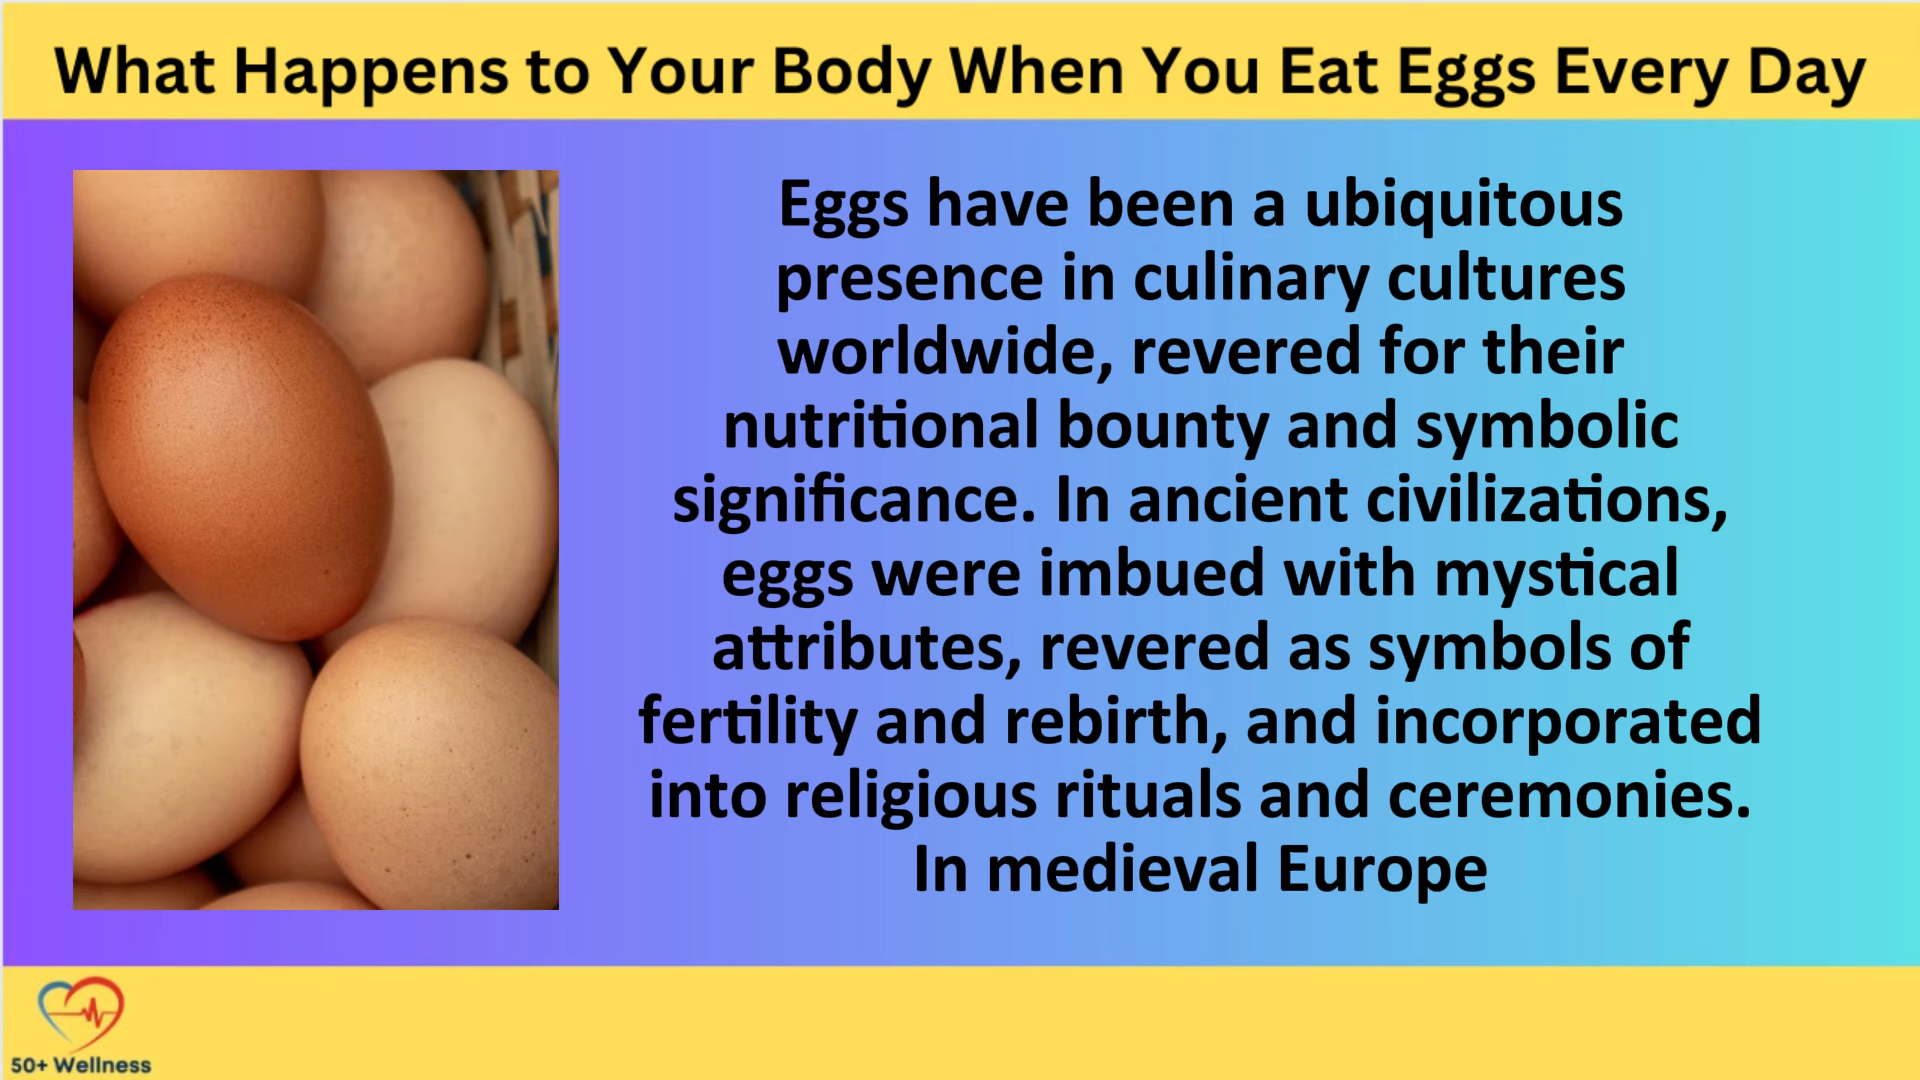 What Happens to Your Body When You Eat Eggs Every Day
Eggs have been a ubiquitous
presence in culinary cultures
worldwide, revered for their
nutritional bounty and symbolic
significance. In ancient civilizations,
eggs were imbued with mystical
attributes, revered as symbols of
fertility and rebirth, and incorporated
into religious rituals and ceremonies.
In medieval Europe
50+ Wellness